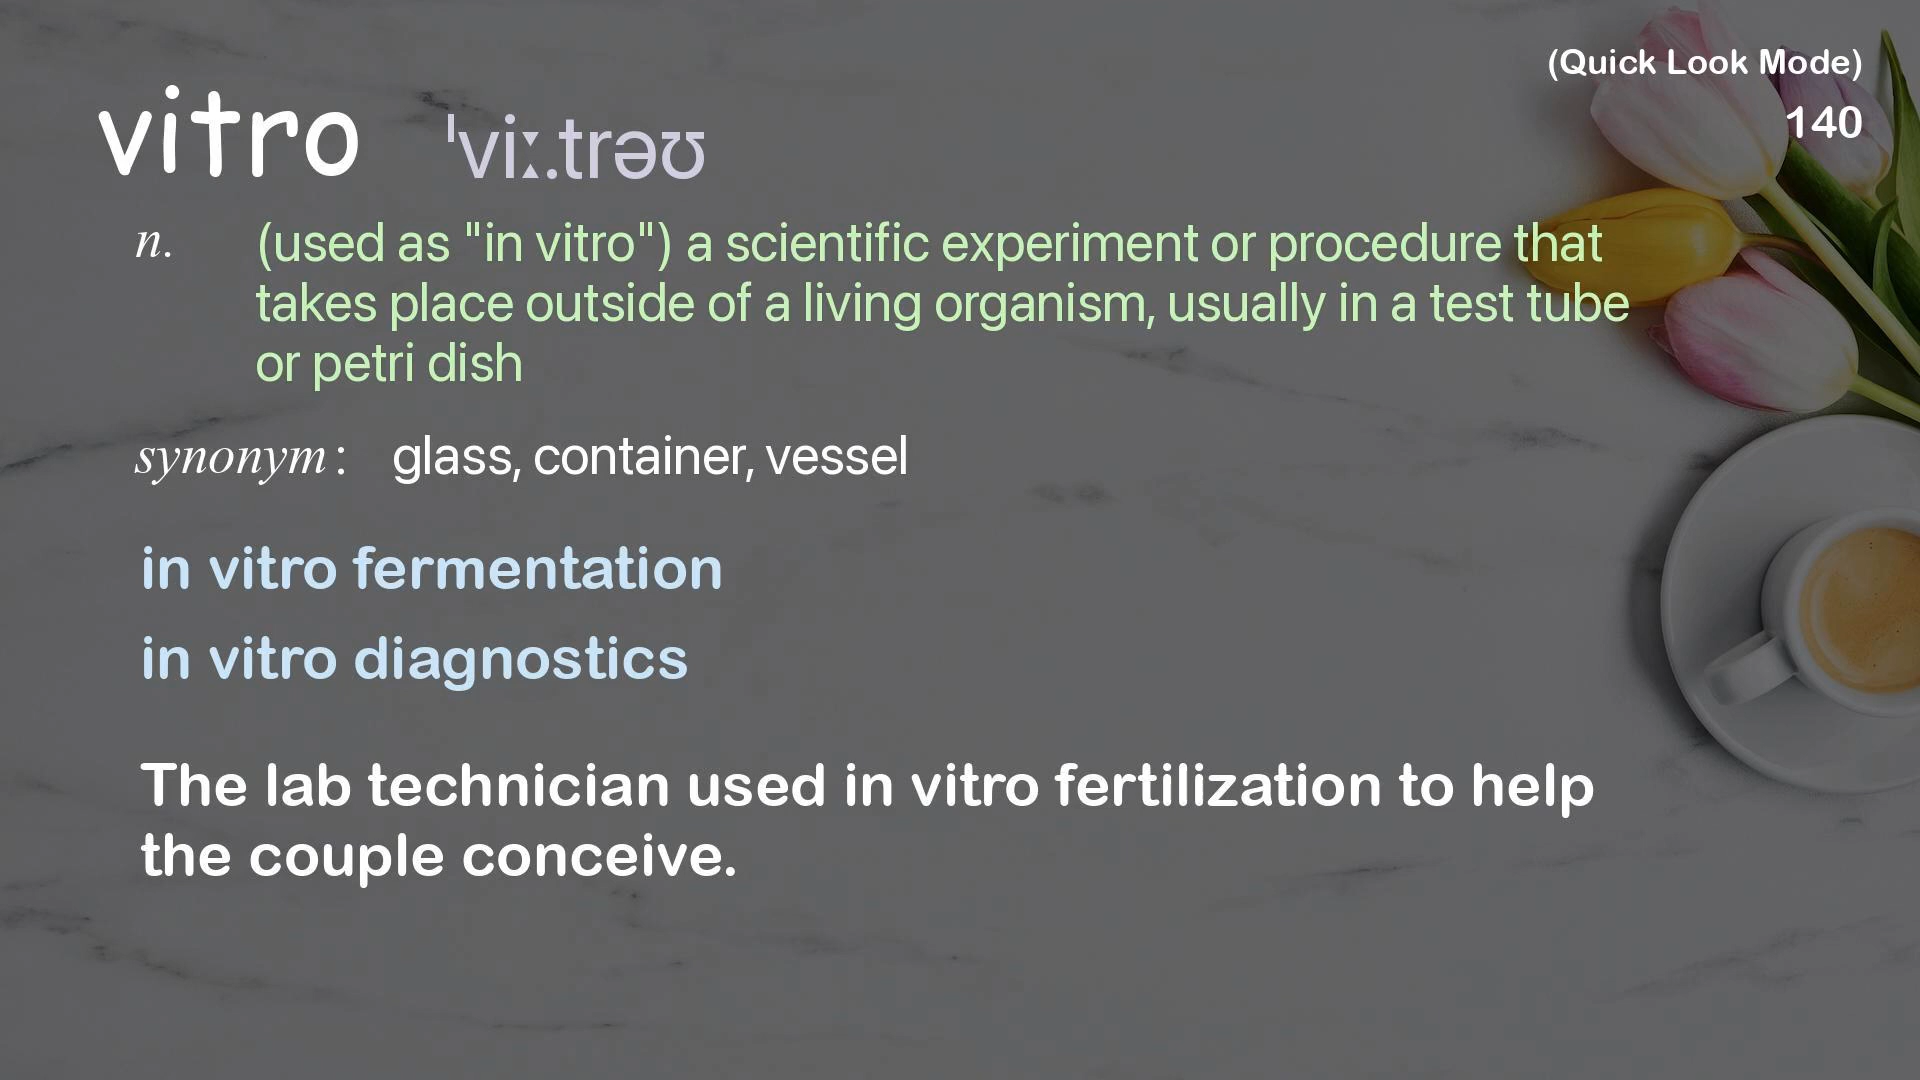 (Quick Look Mode)
140
vitro ˈviː.trəʊ
n. (used as "in vitro") a scientific experiment or procedure that
takes place outside of a living organism, usually in a test tube
or petri dish
synonym: glass, container, vessel
in vitro fermentation
in vitro diagnostics
The lab technician used in vitro fertilization to help
the couple conceive.